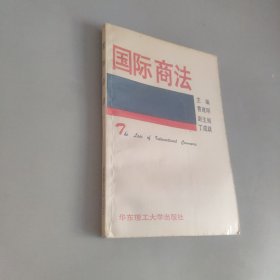 国际商法
主编
副主编
The Law of International Commerce
华东理工大学出版社